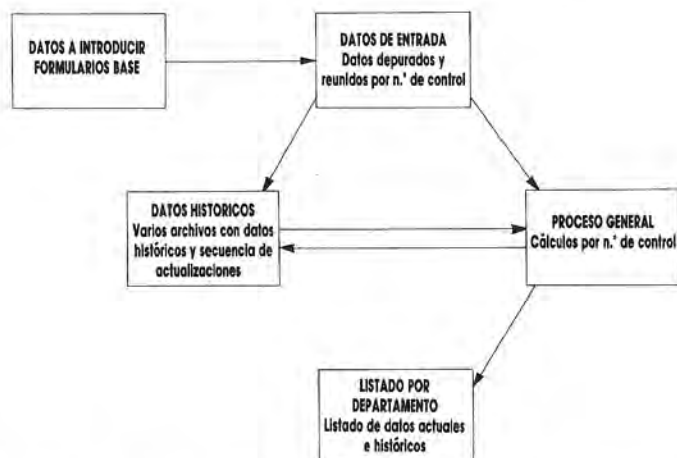 DATOS A INTRODUCIR
FORMULARIOS BASE
DATOS DE ENTRADA
Datos depurados y
reunidos por n.° de control
DATOS HISTORICOS
Varios archivos con datos
históricos y secuencia de
actualizaciones
PROCESO GENERAL
Cálculos por n.° de control
LISTADO POR
DEPARTAMENTO
Listado de datos actuales
e históricos